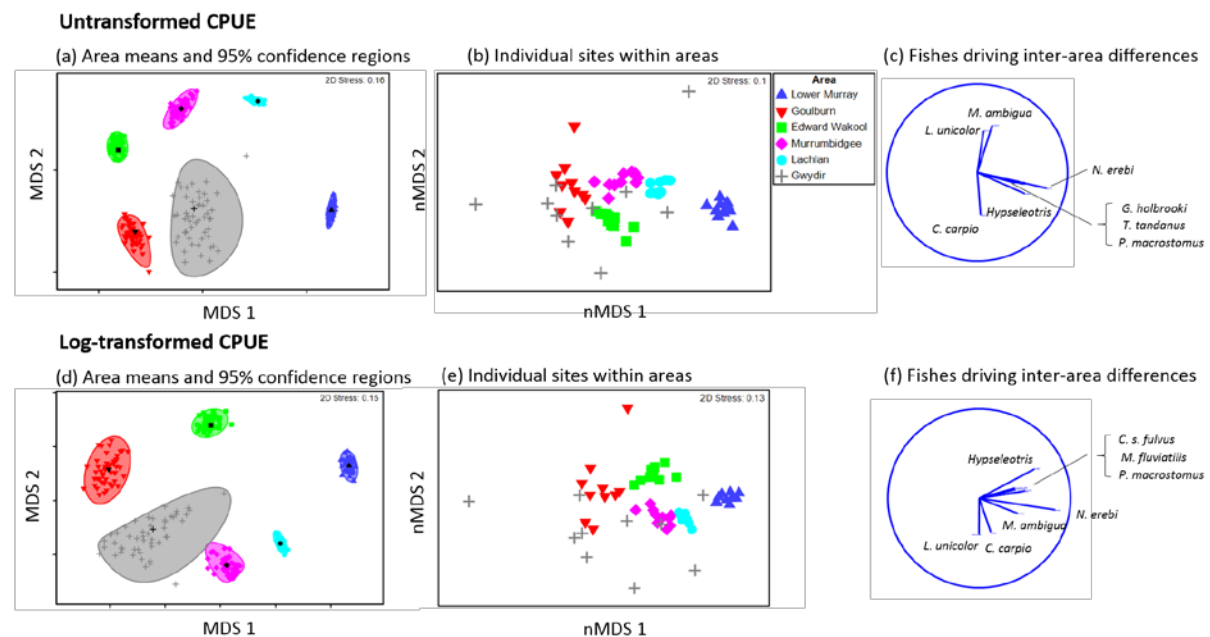 Untransformed CPUE
(a) Area means and 95% confidence regions
(b) Individual sites within areas
(c) Fishes driving inter-area differences
2D Stress: 0.16
MDS 2
MDS 1
2D Stress: 0.1
nMDS 2
nMDS 1
Area
Lower Murray
Goulburn
Edward Wakool
Murrumbidgee
Lachlan
Gwydir
M. ambigua
L. unicolor
N. erebi
Hypseleotris
C. carpio
G. holbrooki
T. tandanus
P. macrostomus
Log-transformed CPUE
(d) Area means and 95% confidence regions
(e) Individual sites within areas
(f) Fishes driving inter-area differences
2D Stress: 0.15
MDS 2
MDS 1
2D Stress: 0.13
nMDS 2
nMDS 1
Hypseleotris
C. s. fulvus
M. fluviatilis
P. macrostomus
N. erebi
M. ambigua
L. unicolor
C. carpio